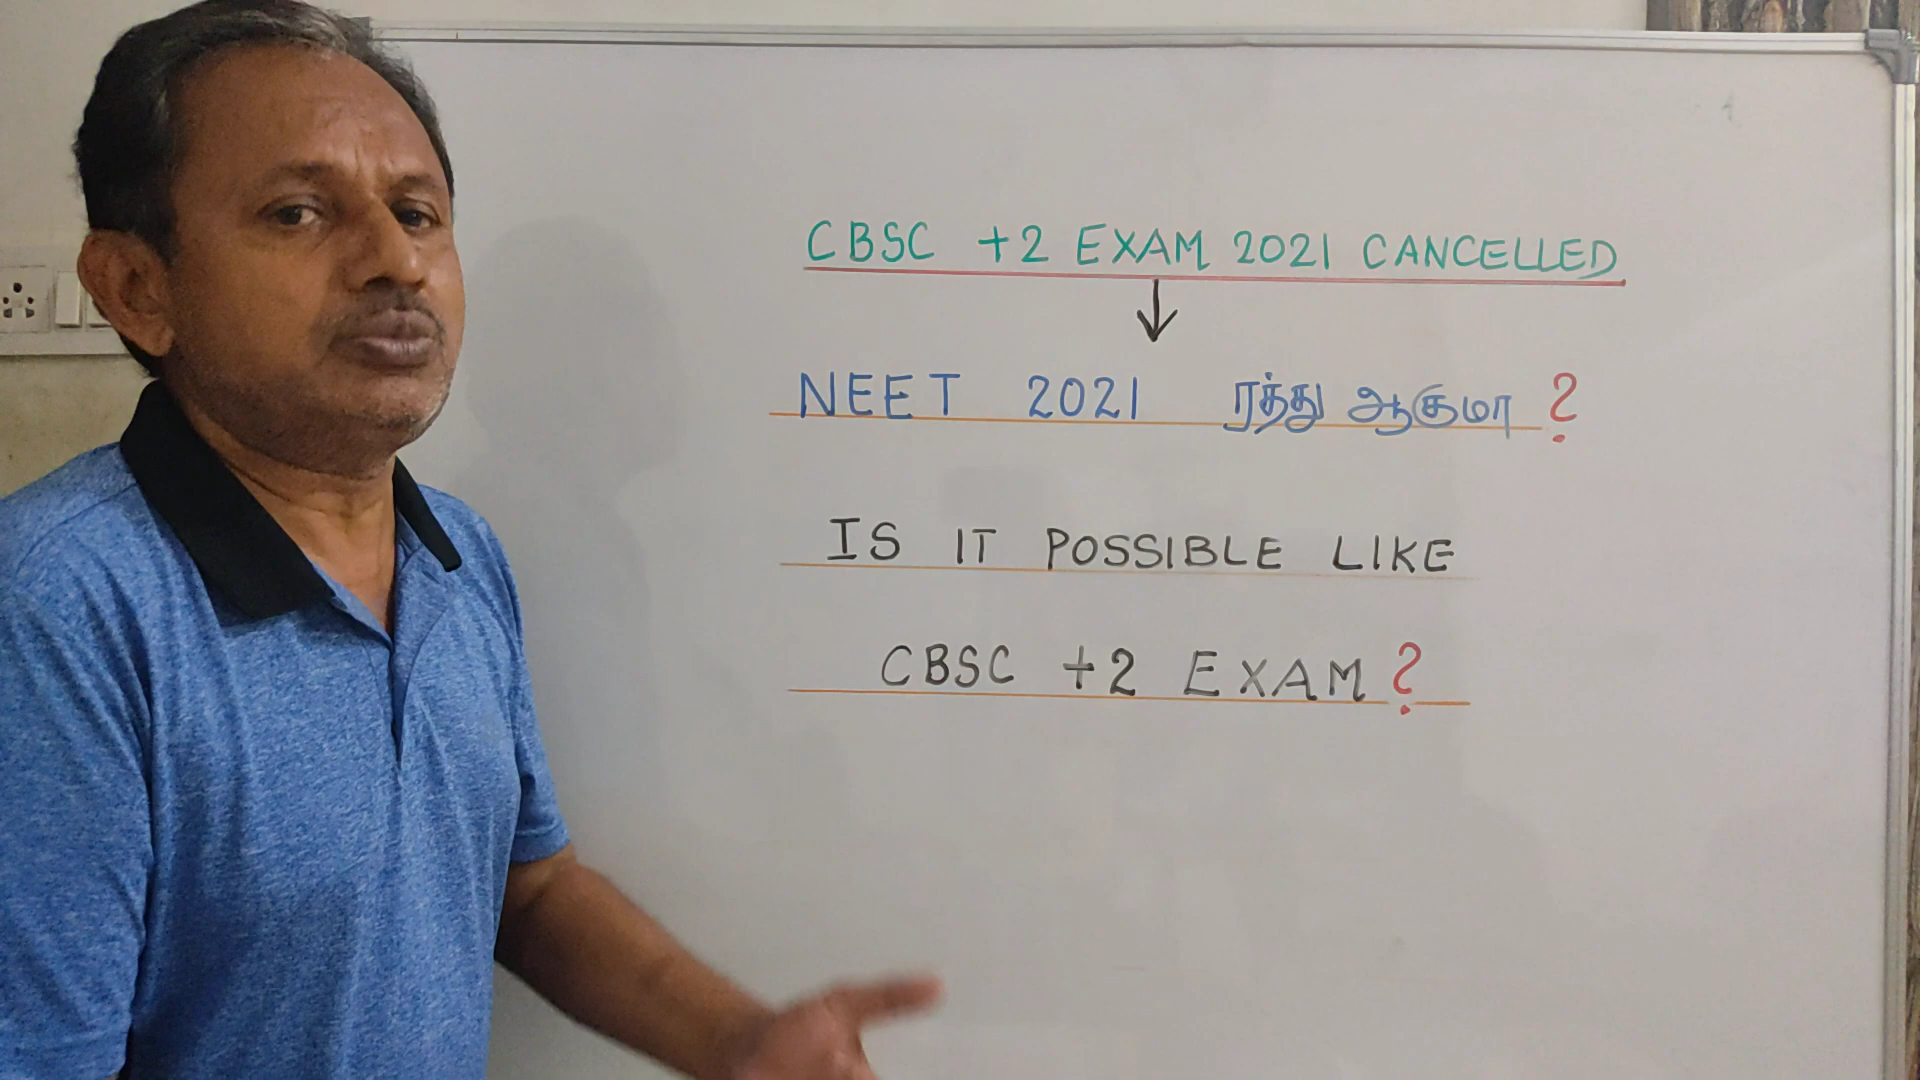 CBSC +2 EXAM 2021 CANCELLED
NEET 2021 ரத்து ஆகுமா ?
IS IT POSSIBLE LIKE
CBSC +2 EXAM ?